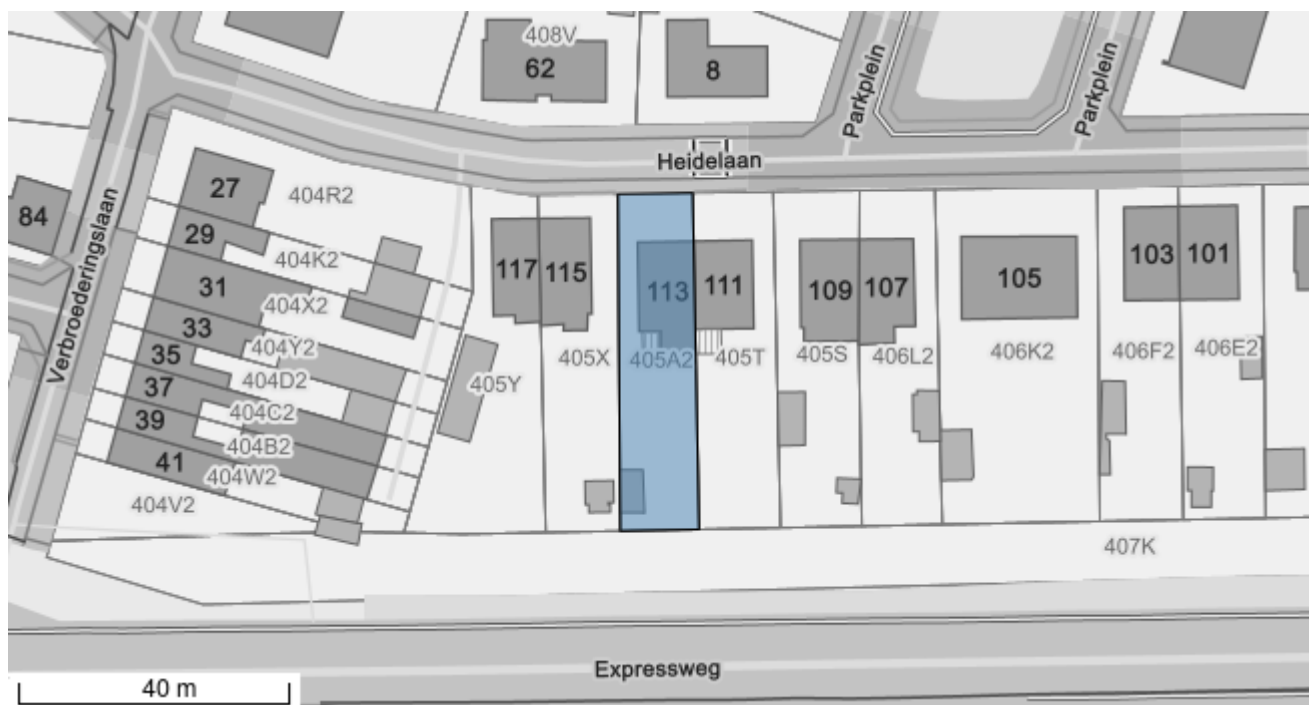 408V
62
8
Parkplein
Parkplein
Heidelaan
27
404R2
84
29
404K2
31
404X2
33
404Y2
35
404D2
37
404C2
39
404B2
41
404W2
404V2
Verbroederingslaan
117
115
113
111
109
107
105
103
101
405Y
405X
405A2
405T
405S
406L2
406K2
406F2
406E2
407K
Expressweg
40 m